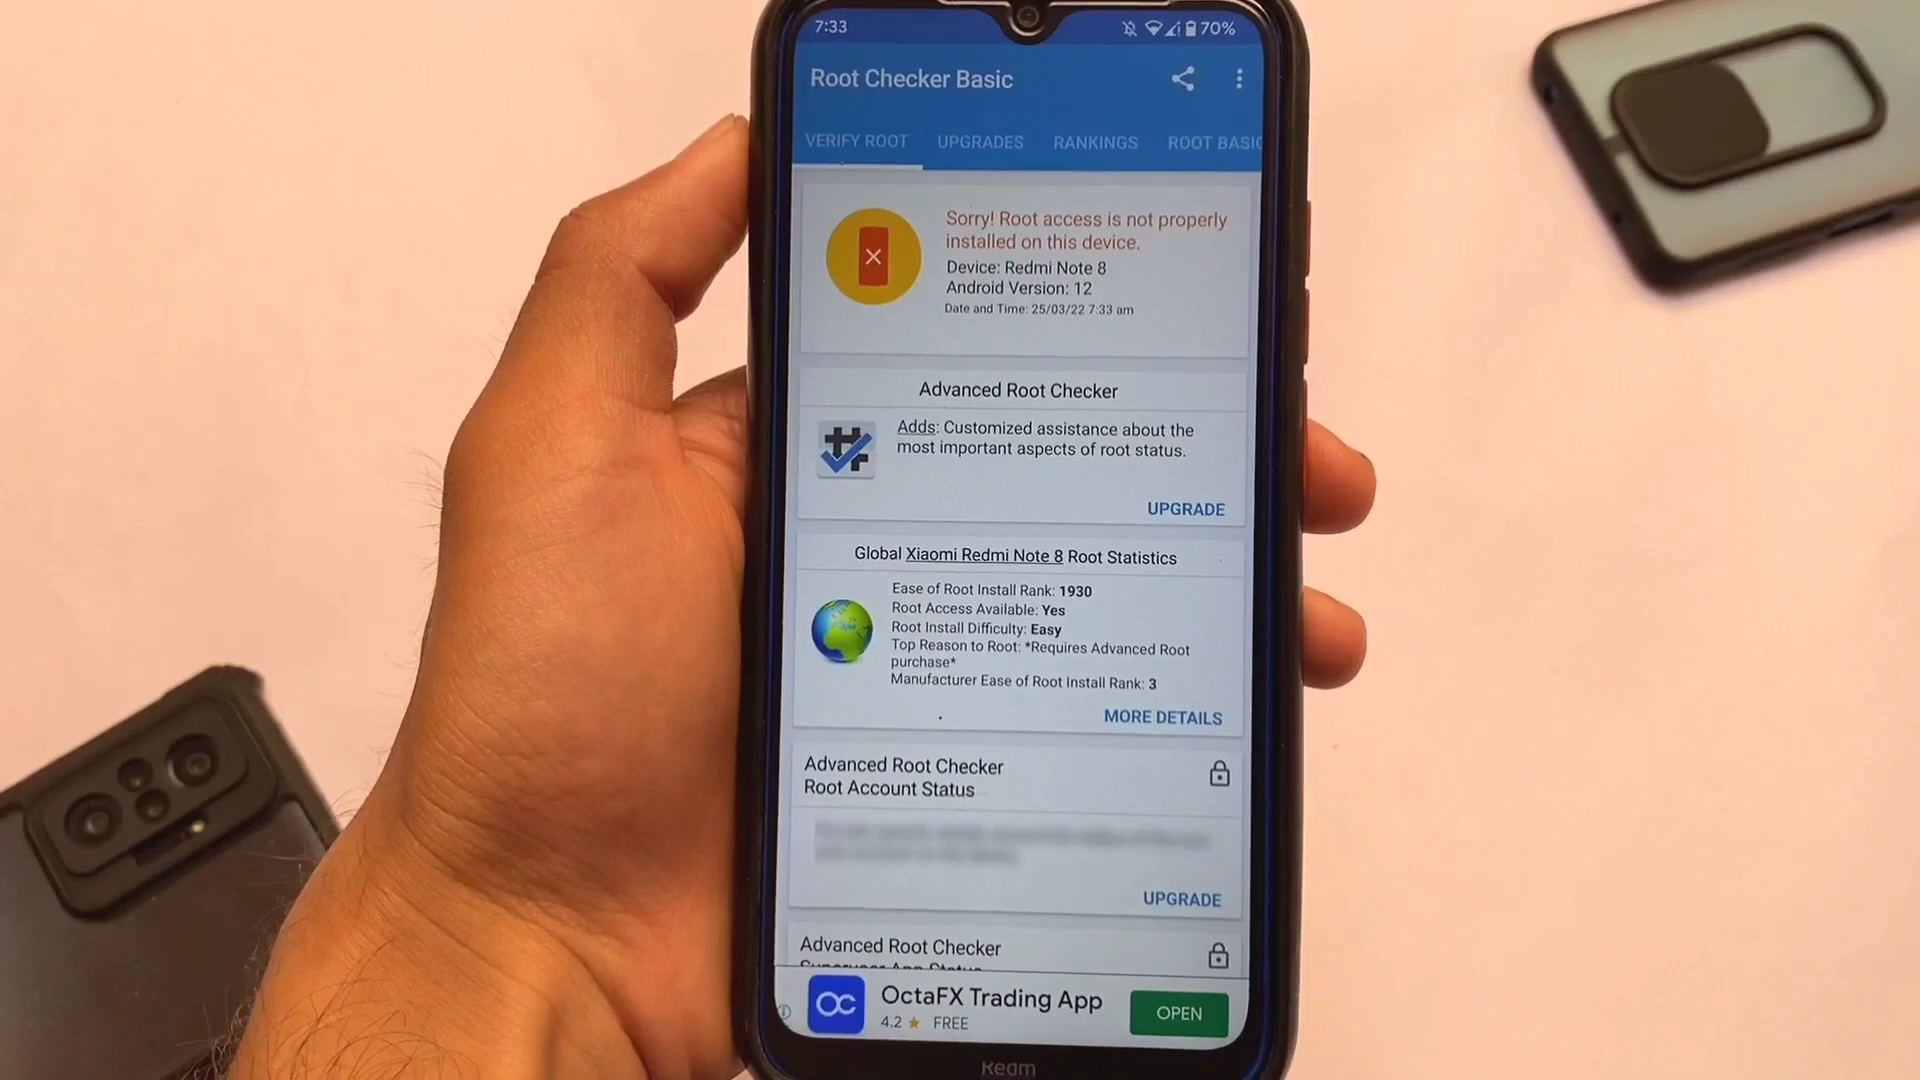 7:33
70%
Root Checker Basic
VERIFY ROOT
UPGRADES
RANKINGS
ROOT BASIC
Sorry! Root access is not properly
installed on this device.
Device: Redmi Note 8
Android Version: 12
Date and Time: 25/03/22 7:33 am
Advanced Root Checker
Adds: Customized assistance about the
most important aspects of root status.
UPGRADE
Global Xiaomi Redmi Note 8 Root Statistics
Ease of Root Install Rank: 1930
Root Access Available: Yes
Root Install Difficulty: Easy
Top Reason to Root: *Requires Advanced Root
purchase*
Manufacturer Ease of Root Install Rank: 3
MORE DETAILS
Advanced Root Checker
Root Account Status
UPGRADE
Advanced Root Checker
Superuser App Status
OC
OctaFX Trading App
4.2 ★ FREE
OPEN
Redm